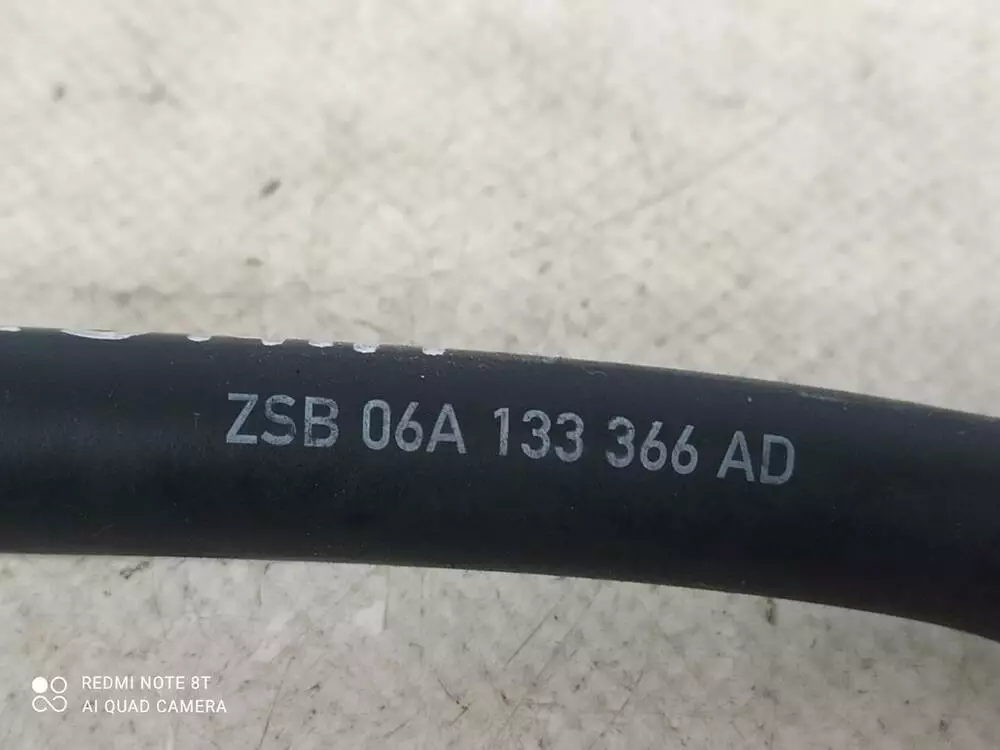 ZSB 06A 133 366 AD
REDMI NOTE 8T
AI QUAD CAMERA